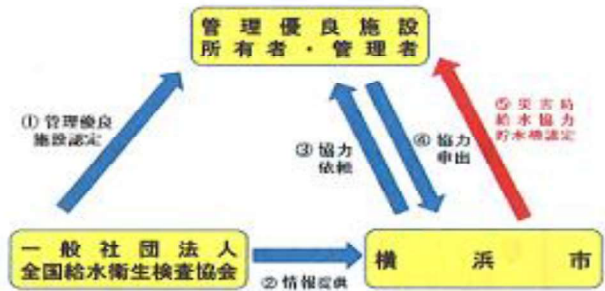 管理優良施設
所有者・管理者
① 管理優良
施設認定
③ 協力
依頼
④ 協力
申出
⑤ 災害時
給水協力
貯水槽認定
一般社団法人
全国給水衛生検査協会
② 情報提供
横浜市